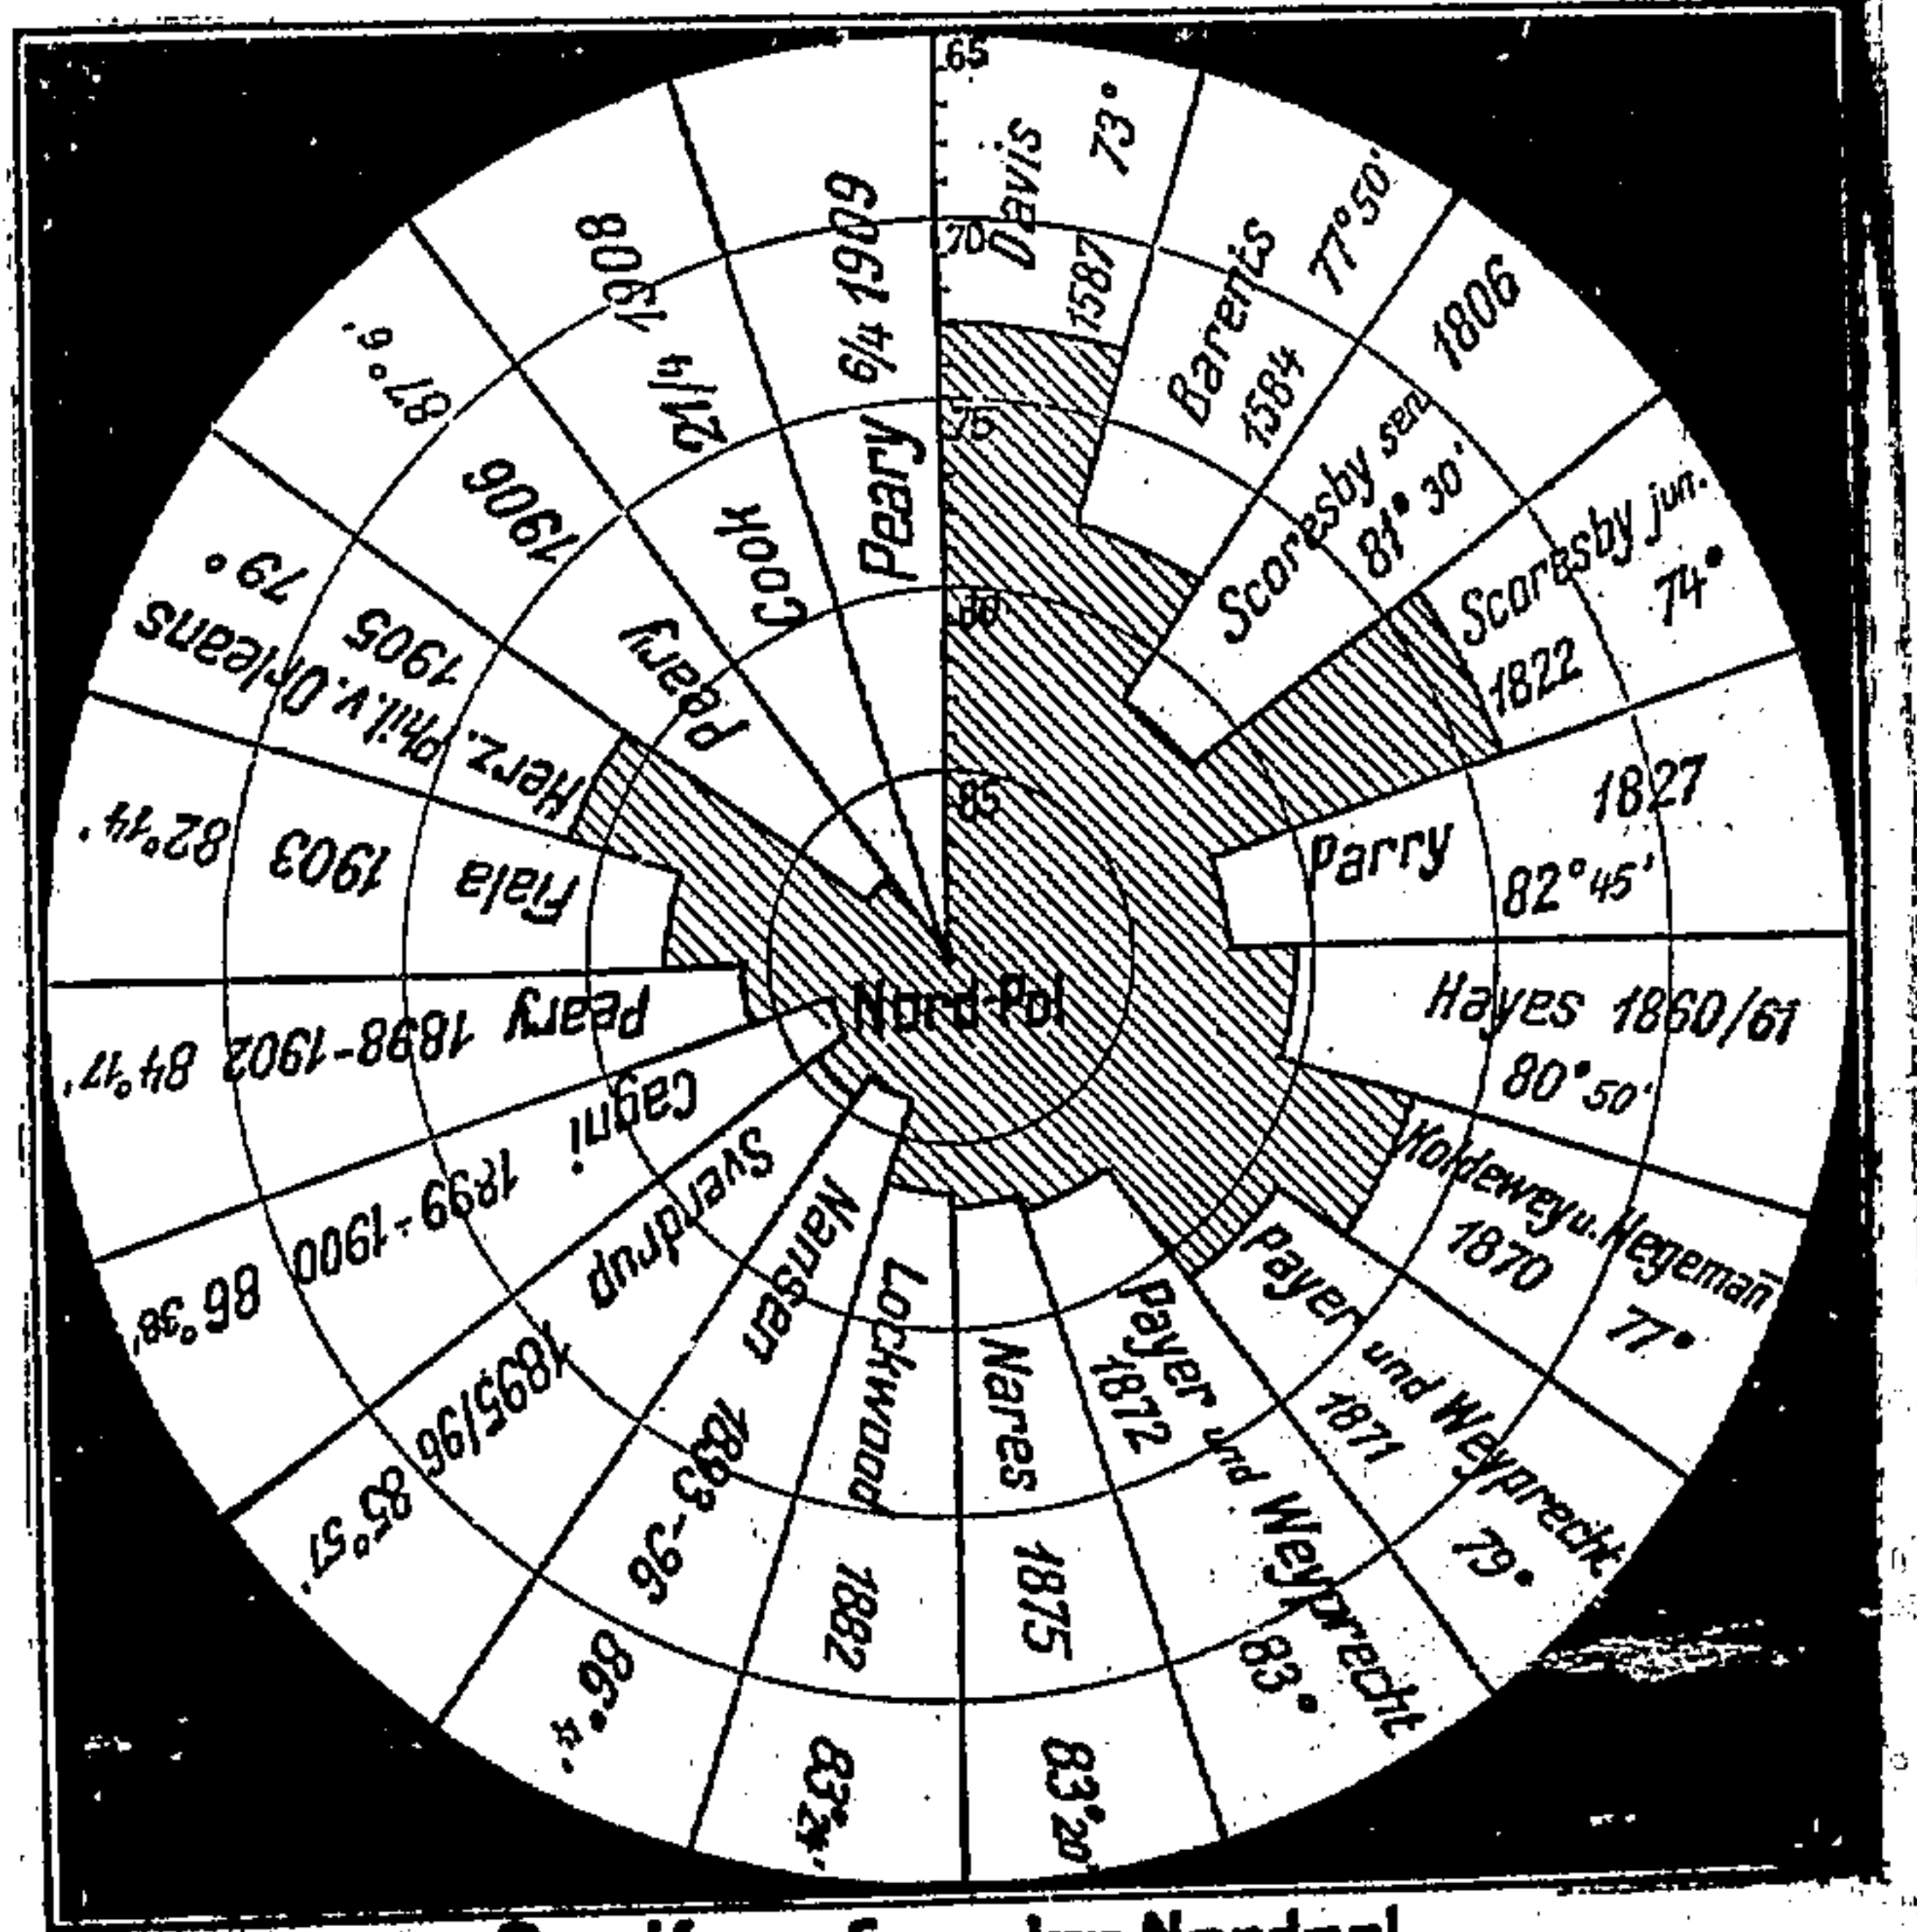 65
70
75
80
85
Nord-Pol
Davis
73°
1587
Barents
77°50'
1584
1806
Scoresby sen
81° 30'
Scoresby jun.
74°
1822
1827
Parry
82°45'
Hayes 1860/61
80°50'
Koldewey u. Hegemañ
1870
77°
Payer und Weyprecht
1871
79°
Payer und Weyprecht
1872
83°
Nares
1875
83°20'
Lockwood
1882
83°24'
Nansen
1893-96
86°4'
Sverdrup
1895/96
85°57'
Cagni
1899-1900
86°38'
Peary 1898-1902 84°17'
Fiala
1903
82°14'
Herz. Phil. v. Orleans
1905
79°
Peary
1906
87°6'
Cook
21/4 1908
Peary
6/4 1909